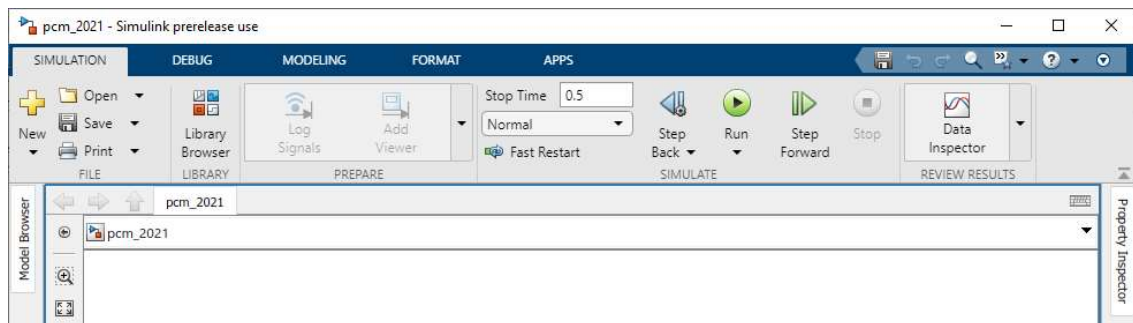 pcm_2021 - Simulink prerelease use
SIMULATION DEBUG MODELING FORMAT APPS
New
Open
Save
Print
FILE
Library
Browser
LIBRARY
Log
Signals
Add
Viewer
PREPARE
Stop Time 0.5
Normal
Fast Restart
Step
Back
Run
Step
Forward
Stop
SIMULATE
Data
Inspector
REVIEW RESULTS
Model Browser
pcm_2021
pcm_2021
Property Inspector